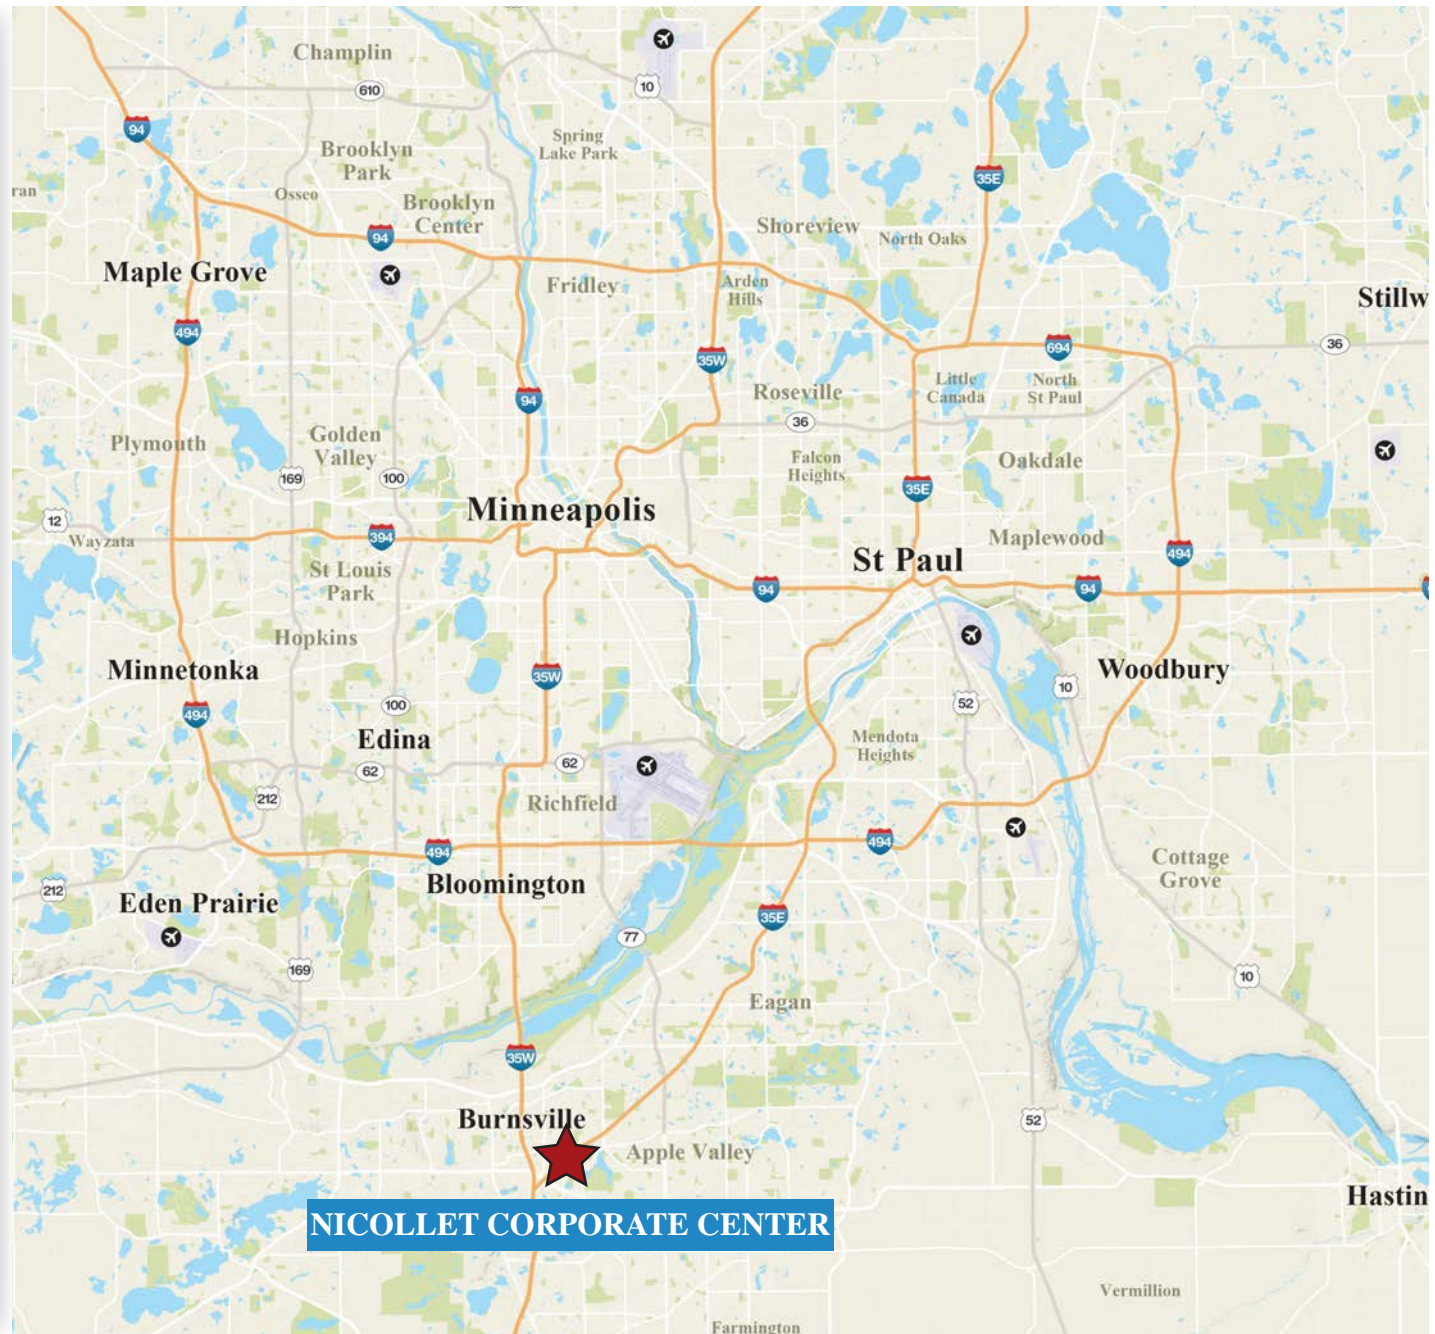 Champlin
610
10
94
Spring
Lake Park
Brooklyn
Park
35E
ran
Osseo
Brooklyn
Center
94
Shoreview
North Oaks
Maple Grove
Fridley
Arden
Hills
Stillw
494
36
694
35W
94
Roseville
Little
Canada
North
St Paul
36
Plymouth
Golden
Valley
169
100
Falcon
Heights
Oakdale
35E
Minneapolis
12
Wayzata
394
Maplewood
St Paul
494
St Louis
Park
94
94
Hopkins
Minnetonka
35W
Woodbury
10
52
494
100
Edina
Mendota
Heights
62
62
212
Richfield
494
494
Cottage
Grove
Bloomington
212
Eden Prairie
35E
77
169
10
Eagan
35W
Burnsville
52
Apple Valley
Hastin
NICOLLET CORPORATE CENTER
Vermillion
Farmington